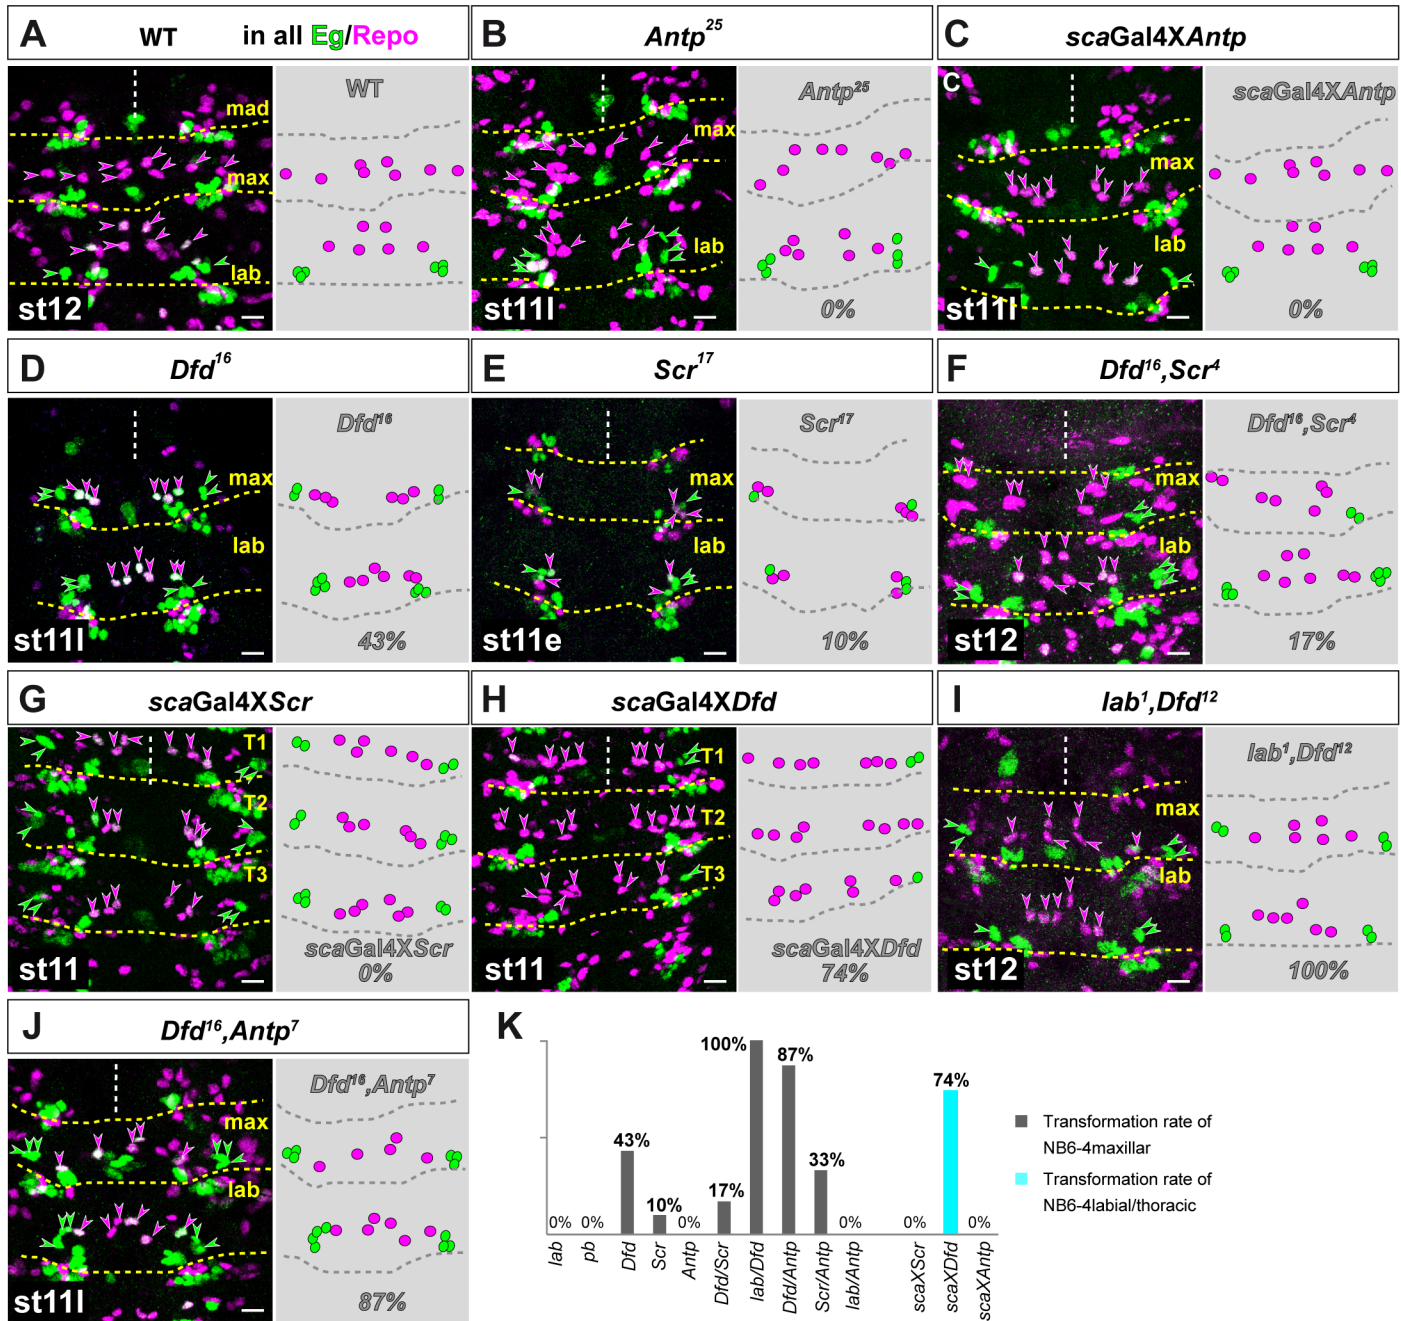 A WT in all Eg/Repo
WT
mad
max
lab
st12
B Antp25
Antp25
max
lab
st11l
0%
C scaGal4XAntp
C
scaGal4XAntp
max
lab
st11l
0%
D Dfd16
Dfd16
max
lab
st11l
43%
E Scr17
Scr17
max
lab
st11e
10%
F Dfd16,Scr4
Dfd16,Scr4
max
lab
st12
17%
G scaGal4XScr
T1
T2
T3
st11
scaGal4XScr
0%
H scaGal4XDfd
T1
T2
T3
st11
scaGal4XDfd
74%
I lab1,Dfd12
lab1,Dfd12
max
lab
st12
100%
J Dfd16,Antp7
Dfd16,Antp7
max
lab
st11l
87%
K
100%
87%
74%
43%
33%
17%
10%
0% 0% 0% 0% 0% 0%
lab pb Dfd Scr Antp Dfd/Scr lab/Dfd Dfd/Antp Scr/Antp lab/Antp scaXScr scaXDfd scaXAntp
Transformation rate of
NB6-4maxillar
Transformation rate of
NB6-4labial/thoracic